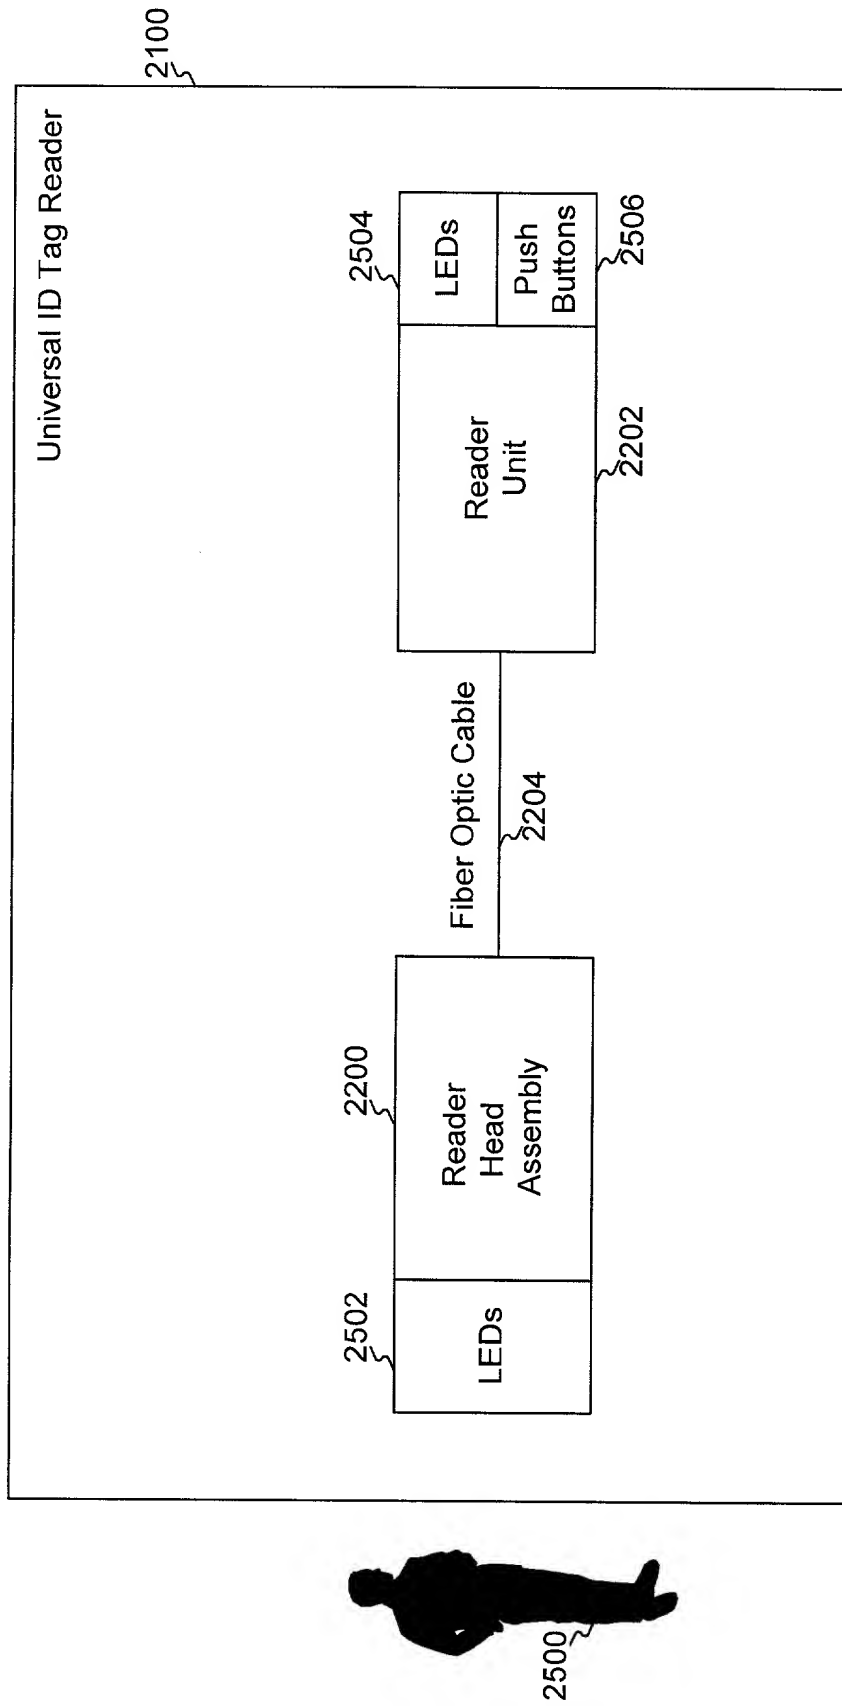 Universal ID Tag Reader
2100
2502
LEDs
2200
Reader
Head
Assembly
Fiber Optic Cable
2204
Reader
Unit
2202
2504
LEDs
Push
Buttons
2506
2500